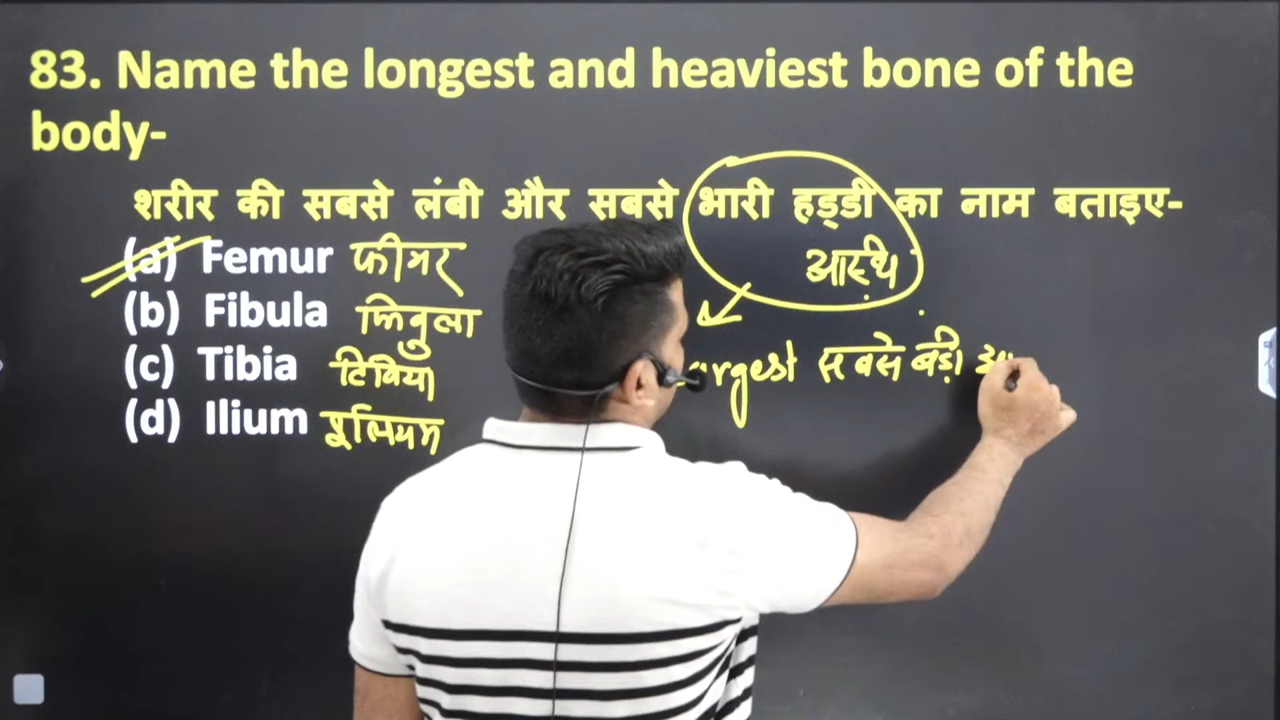 83. Name the longest and heaviest bone of the
body-
शरीर की सबसे लंबी और सबसे भारी हड्डी का नाम बताइए-
अस्थि
(a) Femur फीमर
(b) Fibula फिबुला
(c) Tibia टिबिया
(d) Ilium इलियम
argest सबसे बड़ी